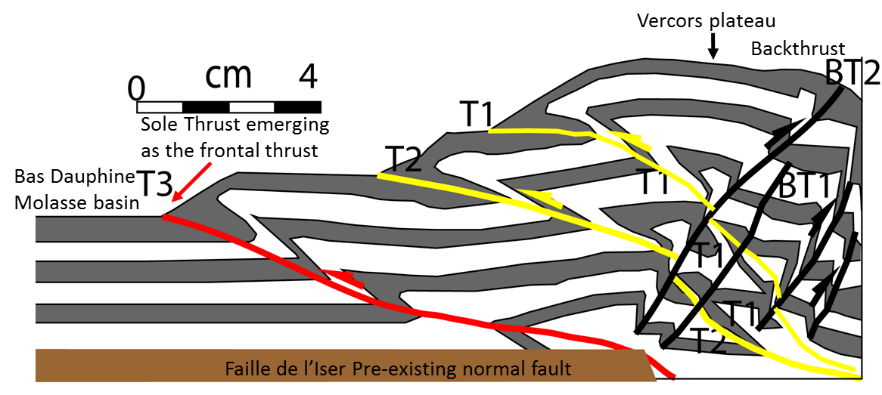 Vercors plateau
Backthrust
BT2
0 cm 4
T1
Sole Thrust emerging
as the frontal thrust
T2
Bas Dauphine
Molasse basin
T3
T1
BT1
T1
T1
T2
Faille de l’Iser Pre-existing normal fault